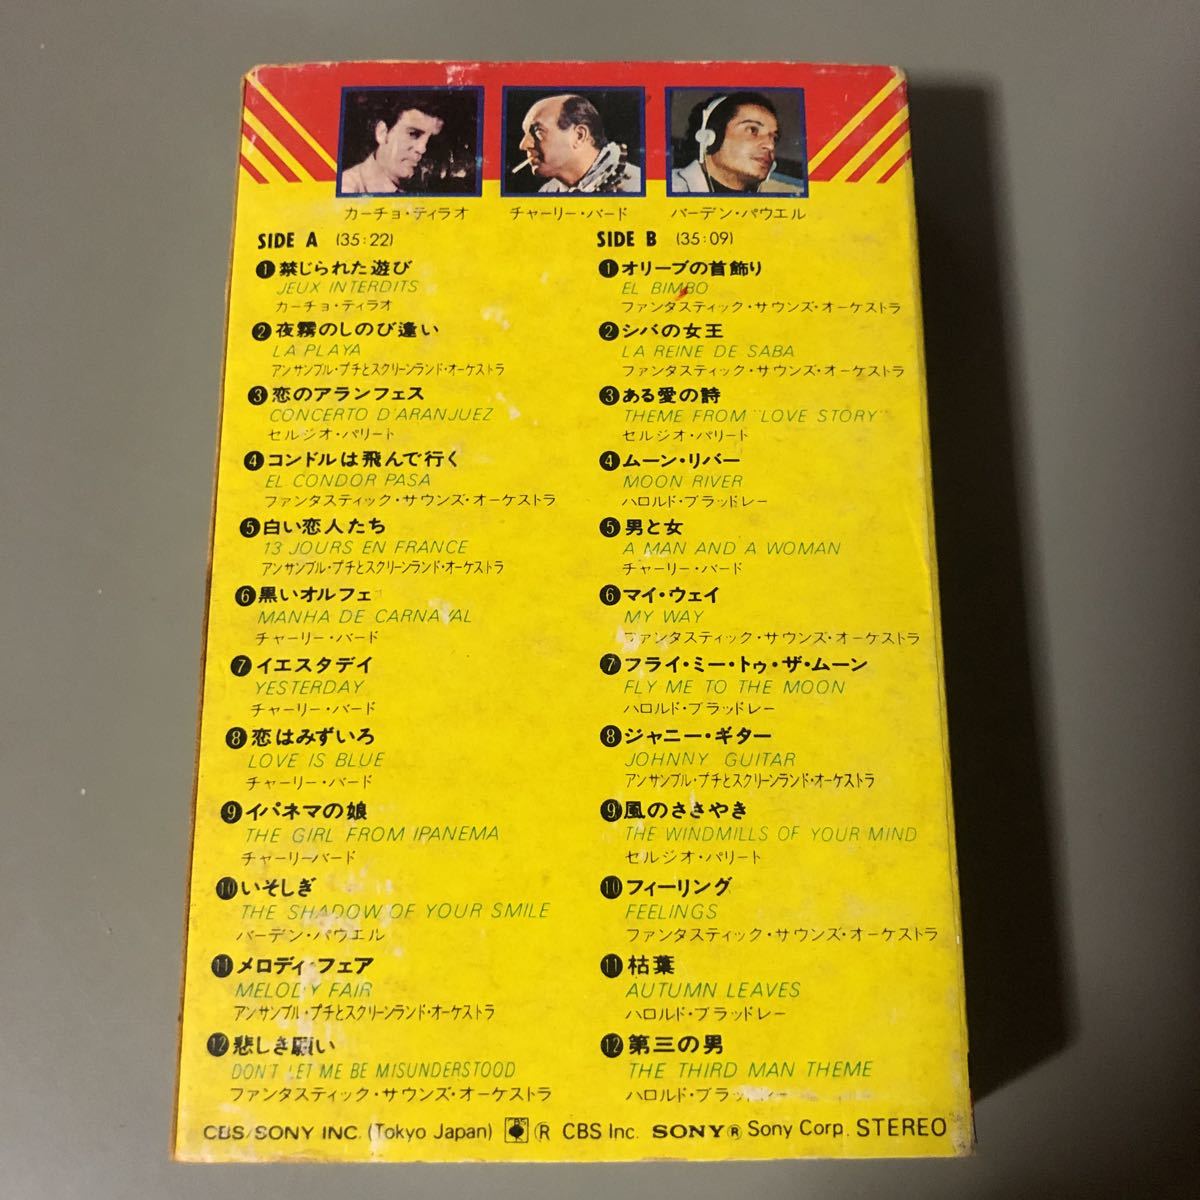 カーチョ・ティラオ
チャーリー・バード
バーデン・パウエル
SIDE A (35:22)
❶禁じられた遊び
JEUX INTERDITS
カーチョ・ティラオ
❷夜霧のしのび逢い
LA PLAYA
アンサンブル・プチとスクリーンランド・オーケストラ
❸恋のアランフェス
CONCERTO D'ARANJUEZ
セルジオ・パリート
❹コンドルは飛んで行く
EL CONDOR PASA
ファンタスティック・サウンズ・オーケストラ
❺白い恋人たち
13 JOURS EN FRANCE
アンサンブル・プチとスクリーンランド・オーケストラ
❻黒いオルフェ
MANHA DE CARNAVAL
チャーリー・バード
❼イエスタデイ
YESTERDAY
チャーリー・バード
❽恋はみずいろ
LOVE IS BLUE
チャーリー・バード
❾イパネマの娘
THE GIRL FROM IPANEMA
チャーリーバード
❿いそしぎ
THE SHADOW OF YOUR SMILE
バーデン・パウエル
⓫メロディ・フェア
MELODY FAIR
アンサンブル・プチとスクリーンランド・オーケストラ
⓬悲しき願い
DON'T LET ME BE MISUNDERSTOOD
ファンタスティック・サウンズ・オーケストラ
SIDE B (35:09)
❶オリーブの首飾り
EL BIMBO
ファンタスティック・サウンズ・オーケストラ
❷シバの女王
LA REINE DE SABA
ファンタスティック・サウンズ・オーケストラ
❸ある愛の詩
THEME FROM "LOVE STORY"
セルジオ・パリート
❹ムーン・リバー
MOON RIVER
ハロルド・ブラッドレー
❺男と女
A MAN AND A WOMAN
チャーリー・バード
❻マイ・ウェイ
MY WAY
ファンタスティック・サウンズ・オーケストラ
❼フライ・ミー・トゥ・ザ・ムーン
FLY ME TO THE MOON
ハロルド・ブラッドレー
❽ジャニー・ギター
JOHNNY GUITAR
アンサンブル・プチとスクリーンランド・オーケストラ
❾風のささやき
THE WINDMILLS OF YOUR MIND
セルジオ・パリート
❿フィーリング
FEELINGS
ファンタスティック・サウンズ・オーケストラ
⓫枯葉
AUTUMN LEAVES
ハロルド・ブラッドレー
⓬第三の男
THE THIRD MAN THEME
ハロルド・ブラッドレー
CBS/SONY INC. (Tokyo Japan) CBS ® CBS Inc. SONY® Sony Corp. STEREO